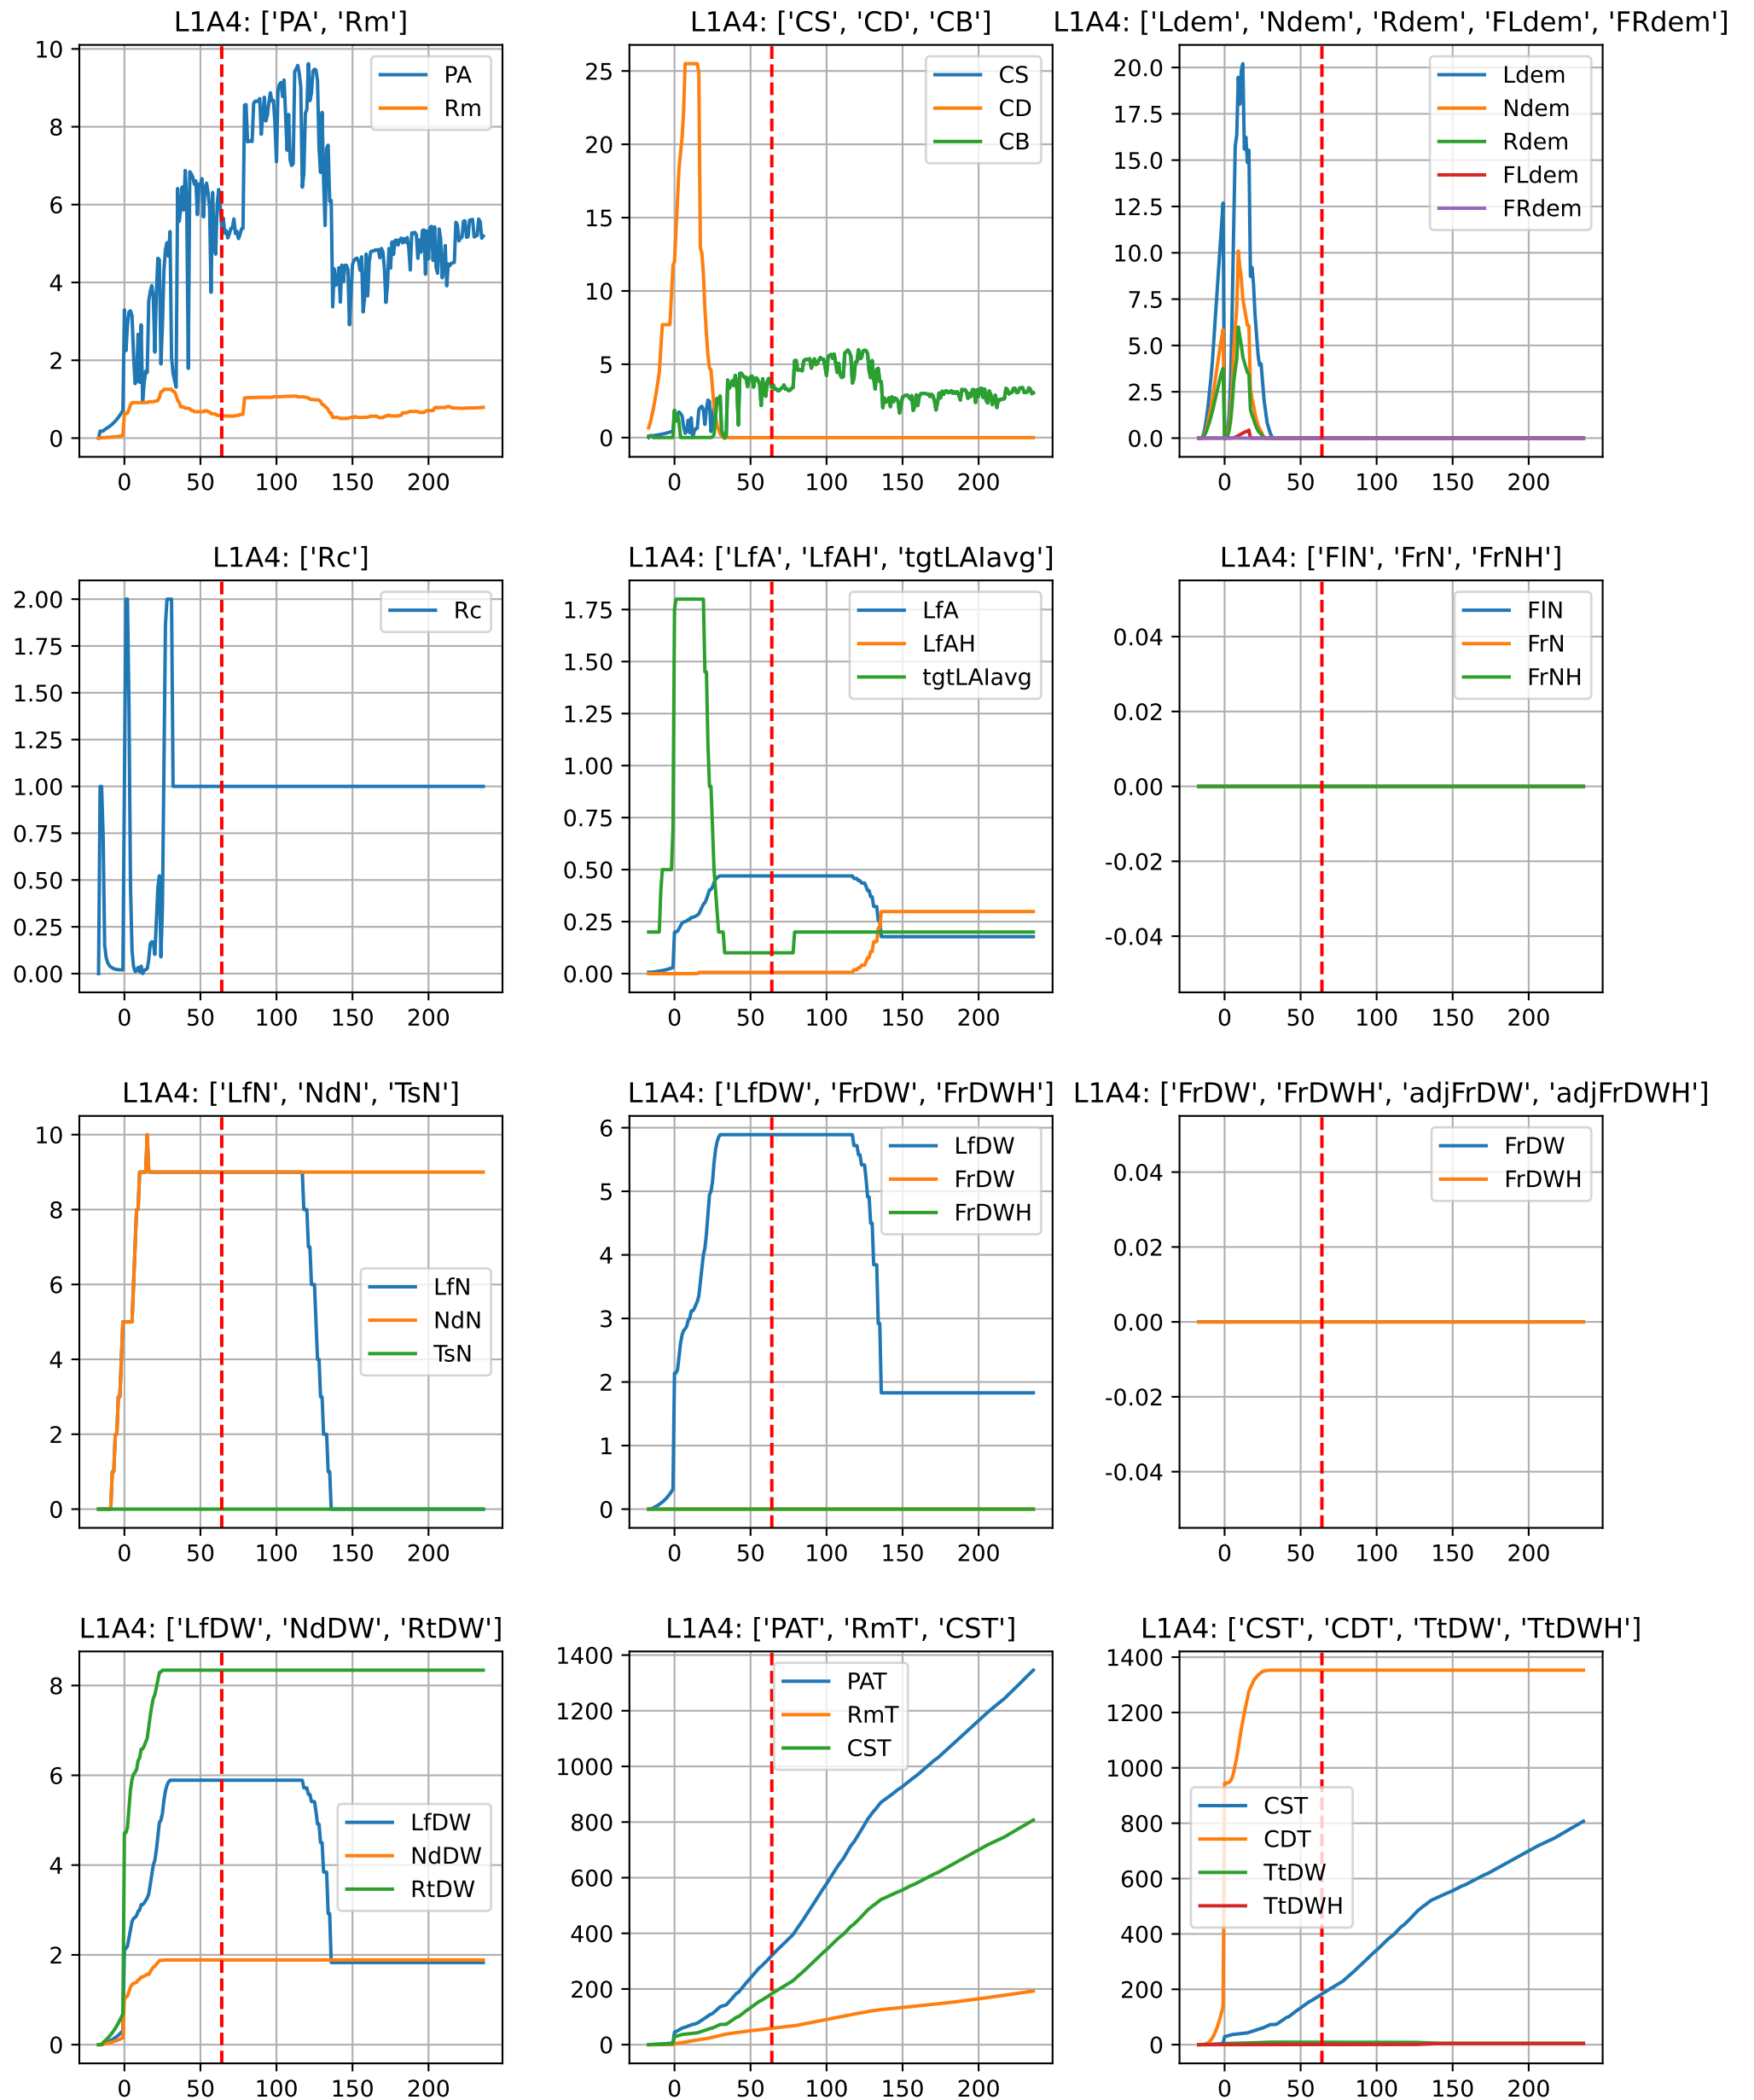 L1A4: ['PA', 'Rm']
10
8
6
4
2
0
0 50 100 150 200
PA
Rm
L1A4: ['CS', 'CD', 'CB']
25
20
15
10
5
0
0 50 100 150 200
CS
CD
CB
L1A4: ['Ldem', 'Ndem', 'Rdem', 'FLdem', 'FRdem']
20.0
17.5
15.0
12.5
10.0
7.5
5.0
2.5
0.0
0 50 100 150 200
Ldem
Ndem
Rdem
FLdem
FRdem
L1A4: ['Rc']
2.00
1.75
1.50
1.25
1.00
0.75
0.50
0.25
0.00
0 50 100 150 200
Rc
L1A4: ['LfA', 'LfAH', 'tgtLAIavg']
1.75
1.50
1.25
1.00
0.75
0.50
0.25
0.00
0 50 100 150 200
LfA
LfAH
tgtLAIavg
L1A4: ['FlN', 'FrN', 'FrNH']
0.04
0.02
0.00
-0.02
-0.04
0 50 100 150 200
FlN
FrN
FrNH
L1A4: ['LfN', 'NdN', 'TsN']
10
8
6
4
2
0
0 50 100 150 200
LfN
NdN
TsN
L1A4: ['LfDW', 'FrDW', 'FrDWH']
6
5
4
3
2
1
0
0 50 100 150 200
LfDW
FrDW
FrDWH
L1A4: ['FrDW', 'FrDWH', 'adjFrDW', 'adjFrDWH']
0.04
0.02
0.00
-0.02
-0.04
0 50 100 150 200
FrDW
FrDWH
L1A4: ['LfDW', 'NdDW', 'RtDW']
8
6
4
2
0
0 50 100 150 200
LfDW
NdDW
RtDW
L1A4: ['PAT', 'RmT', 'CST']
1400
1200
1000
800
600
400
200
0
0 50 100 150 200
PAT
RmT
CST
L1A4: ['CST', 'CDT', 'TtDW', 'TtDWH']
1400
1200
1000
800
600
400
200
0
0 50 100 150 200
CST
CDT
TtDW
TtDWH